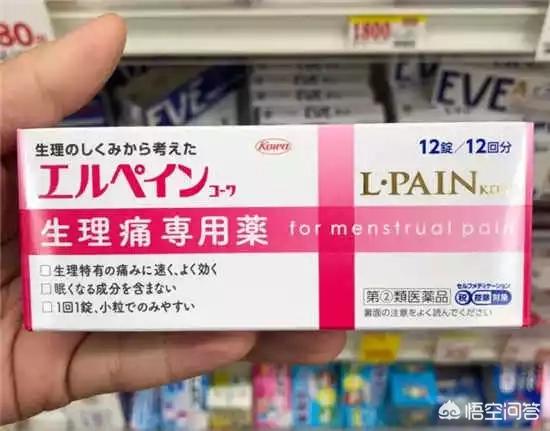 80
1800
EVE
EVE
生理のしくみから考えた
Kowa
12錠/12回分
エルペインコーワ
L·PAIN
生理痛専用薬
for menstrual pain
□生理特有の痛みに速く、よく効く
□眠くなる成分を含まない
□1回1錠、小粒でのみやすい
第②類医薬品
セルフメディケーション
税 控除 対象
裏面の注意をよく読んでください
悟空问答